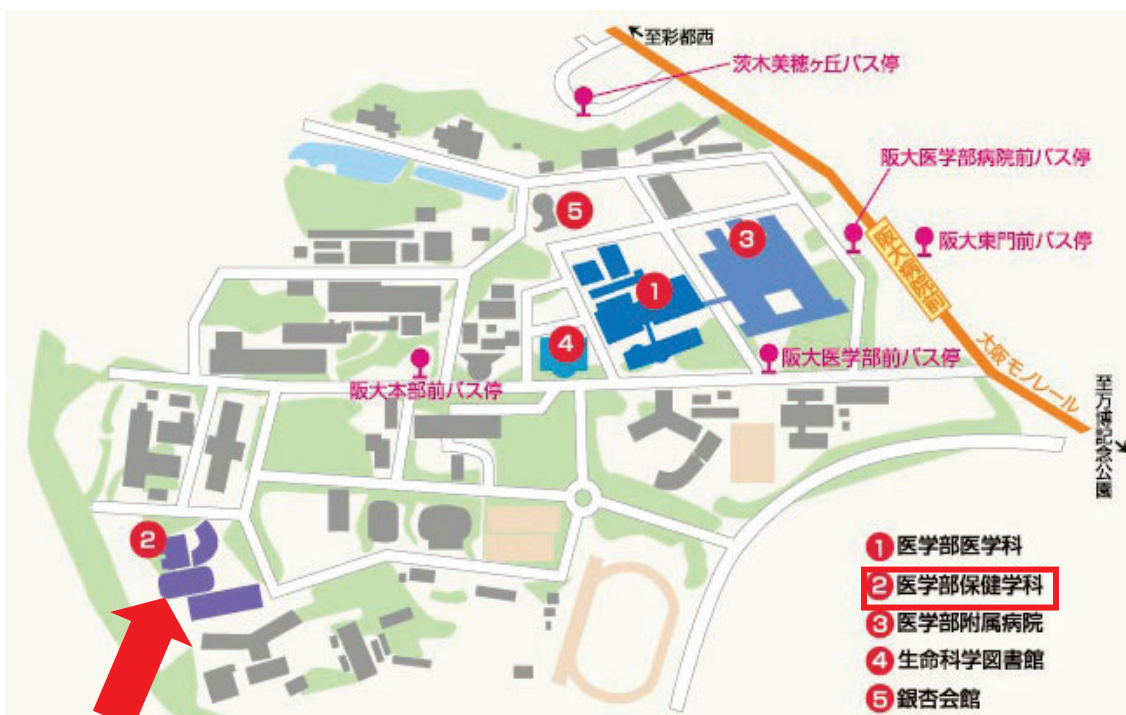 至彩都西
茨木美穂ヶ丘バス停
阪大医学部病院前バス停
阪大東門前バス停
阪大病院前
大阪モノレール
至万博記念公園
阪大医学部前バス停
阪大本部前バス停
5
3
1
4
2
1 医学部医学科
2 医学部保健学科
3 医学部附属病院
4 生命科学図書館
5 銀杏会館